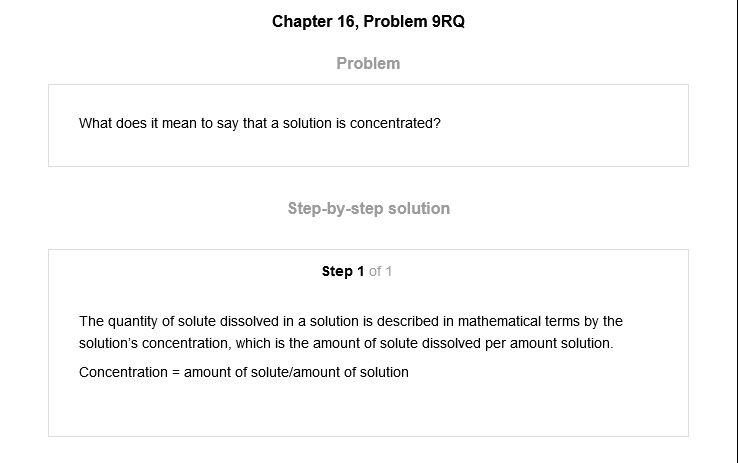 Chapter 16, Problem 9RQ
Problem
What does it mean to say that a solution is concentrated?
Step-by-step solution
Step 1 of 1
The quantity of solute dissolved in a solution is described in mathematical terms by the
solution's concentration, which is the amount of solute dissolved per amount solution.
Concentration = amount of solute/amount of solution